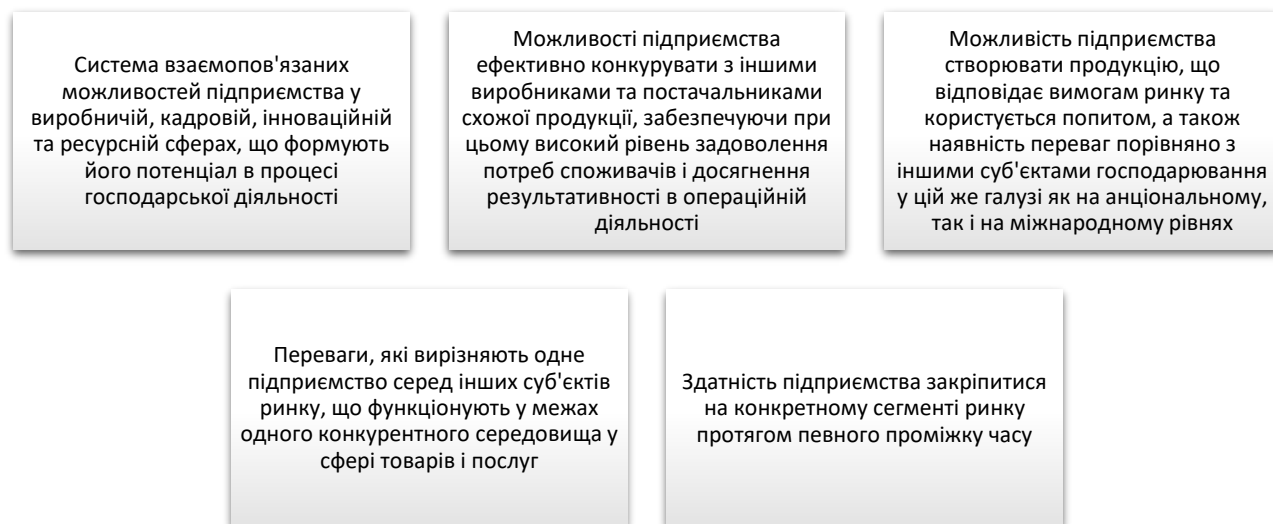 Система взаємопов'язаних
можливостей підприємства у
виробничій, кадровій, інноваційній
та ресурсній сферах, що формують
його потенціал в процесі
господарської діяльності
Можливості підприємства
ефективно конкурувати з іншими
виробниками та постачальниками
схожої продукції, забезпечуючи при
цьому високий рівень задоволення
потреб споживачів і досягнення
результативності в операційній
діяльності
Можливість підприємства
створювати продукцію, що
відповідає вимогам ринку та
користується попитом, а також
наявність переваг порівняно з
іншими суб'єктами господарювання
у цій же галузі як на анціональному,
так і на міжнародному рівнях
Переваги, які вирізняють одне
підприємство серед інших суб'єктів
ринку, що функціонують у межах
одного конкурентного середовища у
сфері товарів і послуг
Здатність підприємства закріпитися
на конкретному сегменті ринку
протягом певного проміжку часу